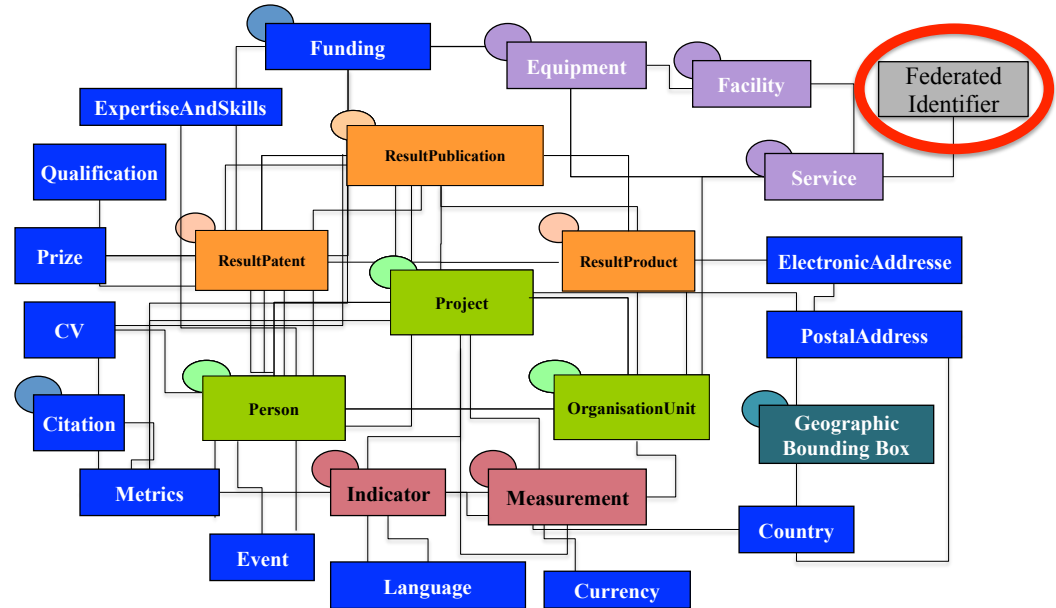 Funding
Equipment
Facility
Federated
Identifier
ExpertiseAndSkills
ResultPublication
Qualification
Service
Prize
ResultPatent
ResultProduct
ElectronicAddresse
Project
CV
PostalAddress
Person
OrganisationUnit
Citation
Geographic
Bounding Box
Metrics
Indicator
Measurement
Country
Event
Language
Currency